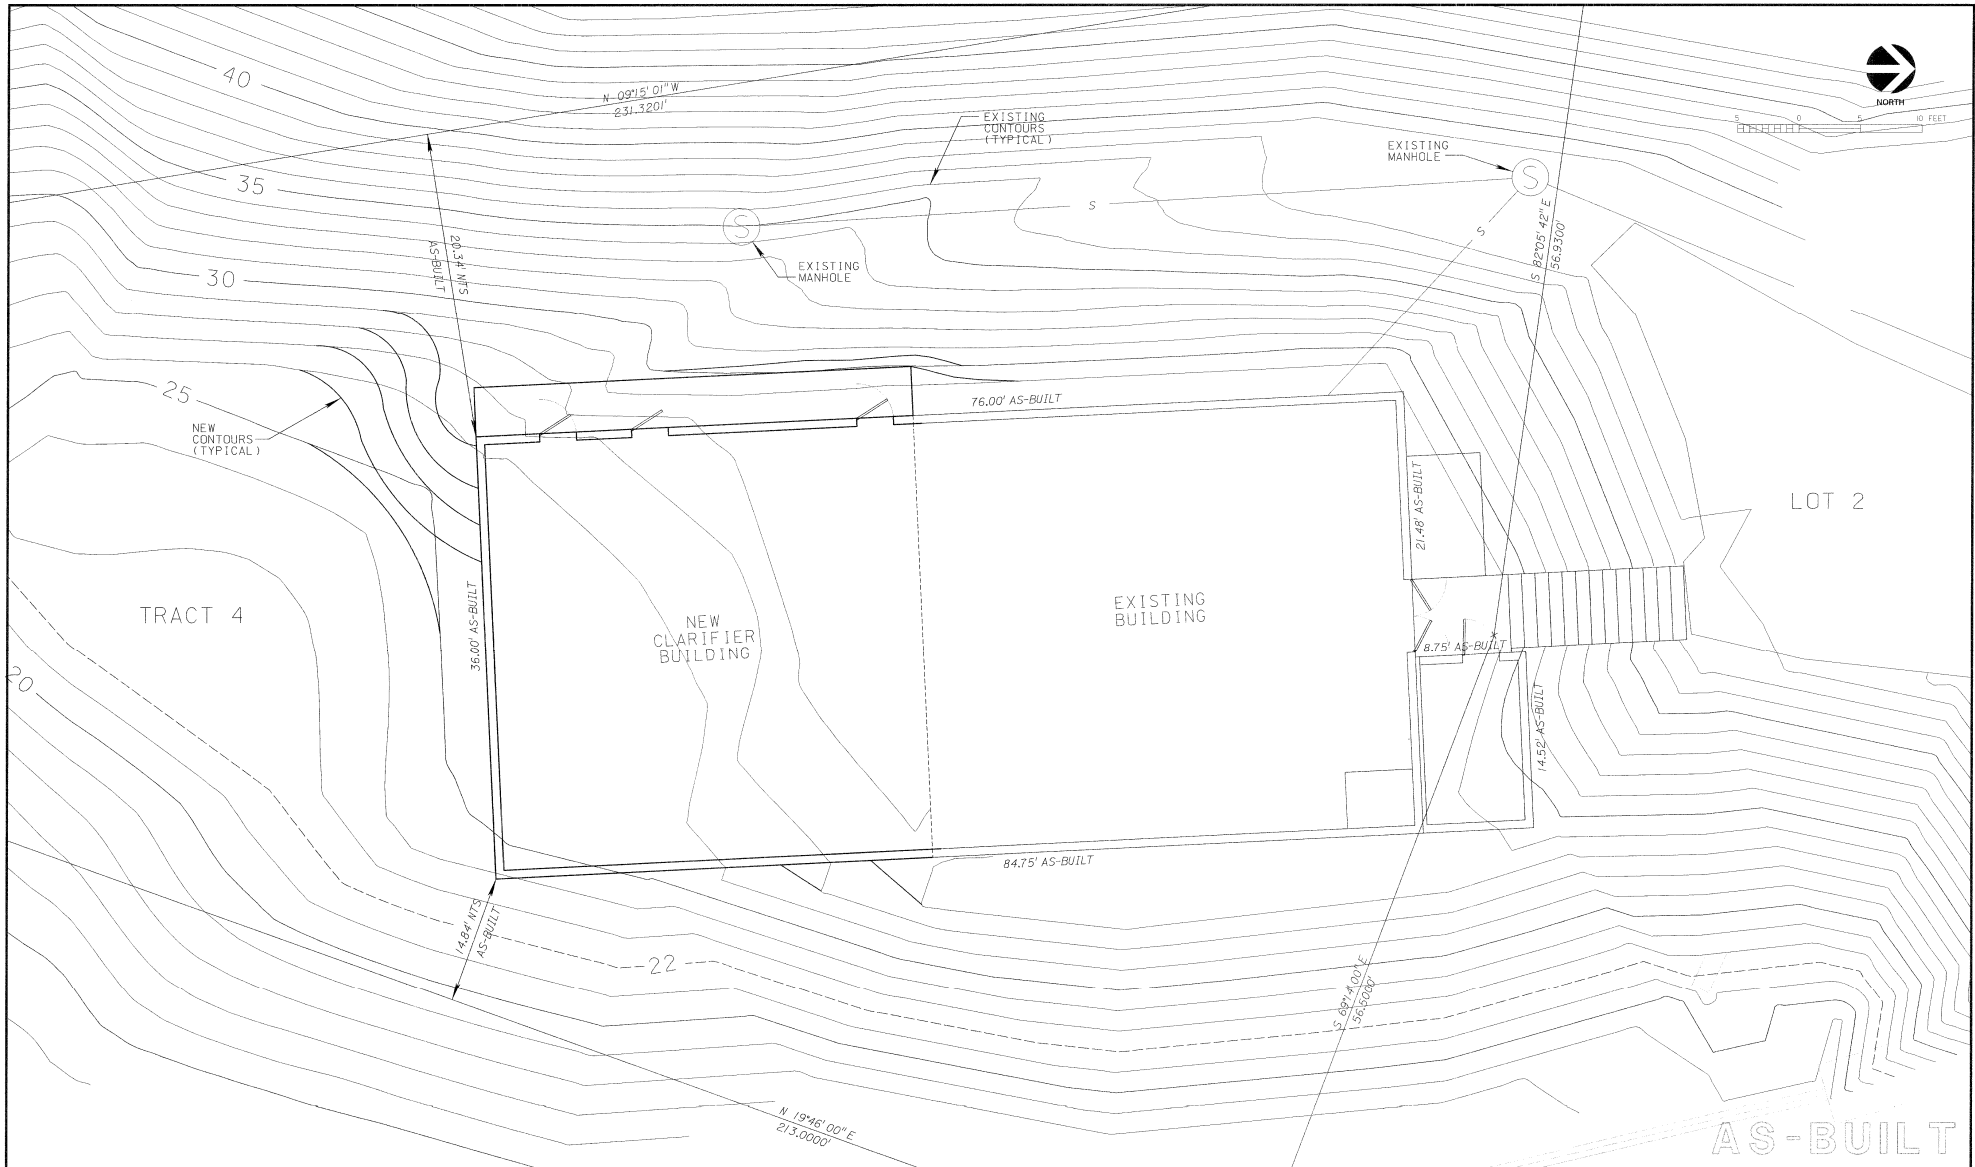 40
N 09°15'01" W
231.3201'
EXISTING
CONTOURS
(TYPICAL)
EXISTING
MANHOLE
S
NORTH
5 0 5 10 FEET
35
S
S
S
S 82°05'42" E
56.9300'
20.34' NTS
AS-BUILT
EXISTING
MANHOLE
30
25
NEW
CONTOURS
(TYPICAL)
76.00' AS-BUILT
21.48' AS-BUILT
LOT 2
TRACT 4
36.00' AS-BUILT
NEW
CLARIFIER
BUILDING
EXISTING
BUILDING
8.75' AS-BUILT
20
14.52' AS-BUILT
84.75' AS-BUILT
14.84' NTS
AS-BUILT
22
S 69°14'00" E
56.5000'
N 19°46'00" E
213.0000'
AS-BUILT